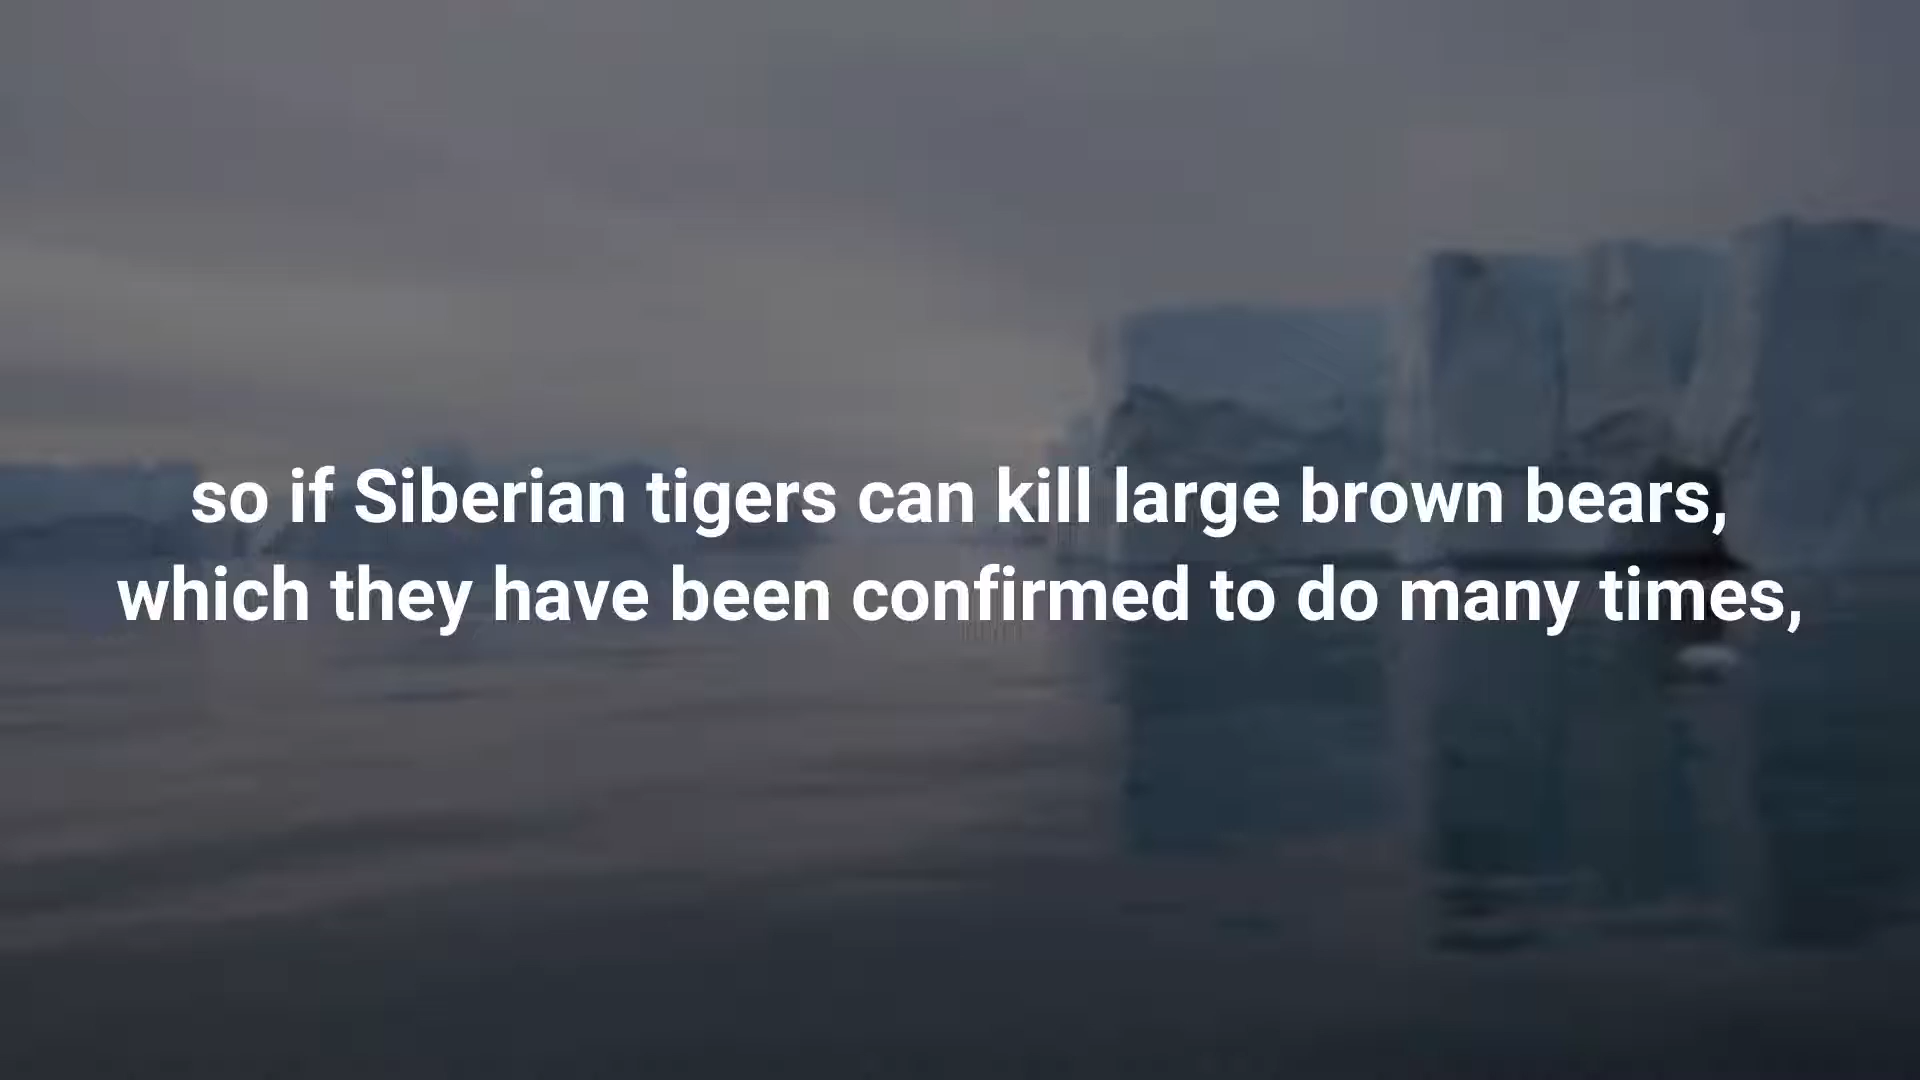 so if Siberian tigers can kill large brown bears,
which they have been confirmed to do many times,